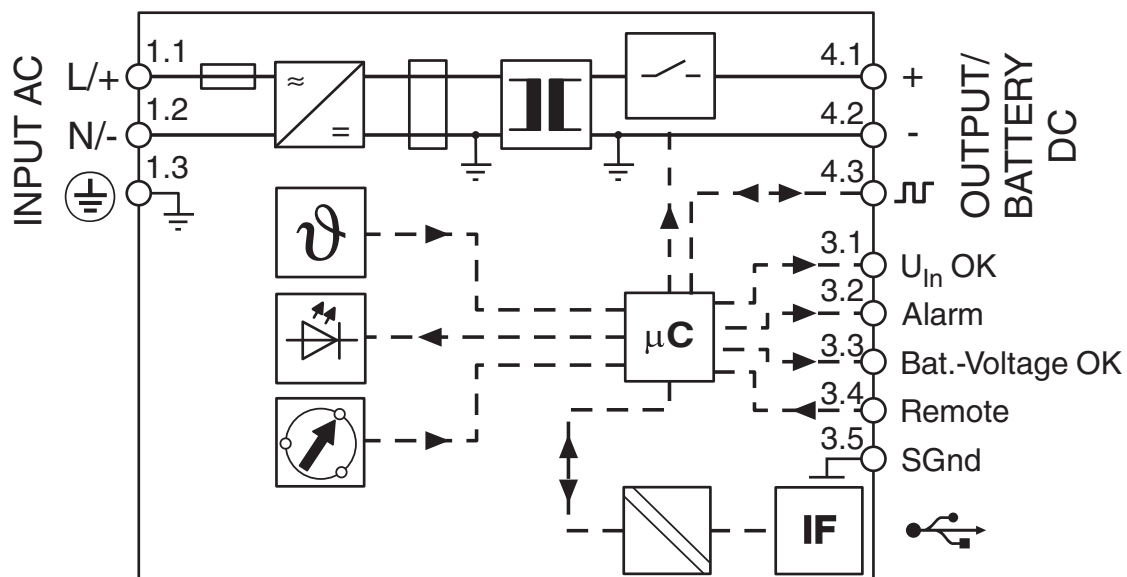 INPUT AC
1.1
L/+
1.2
N/-
1.3
≈
=
ϑ
µC
4.1
+
4.2
-
4.3
OUTPUT/
BATTERY
DC
3.1
U_In OK
3.2
Alarm
3.3
Bat.-Voltage OK
3.4
Remote
3.5
SGnd
IF